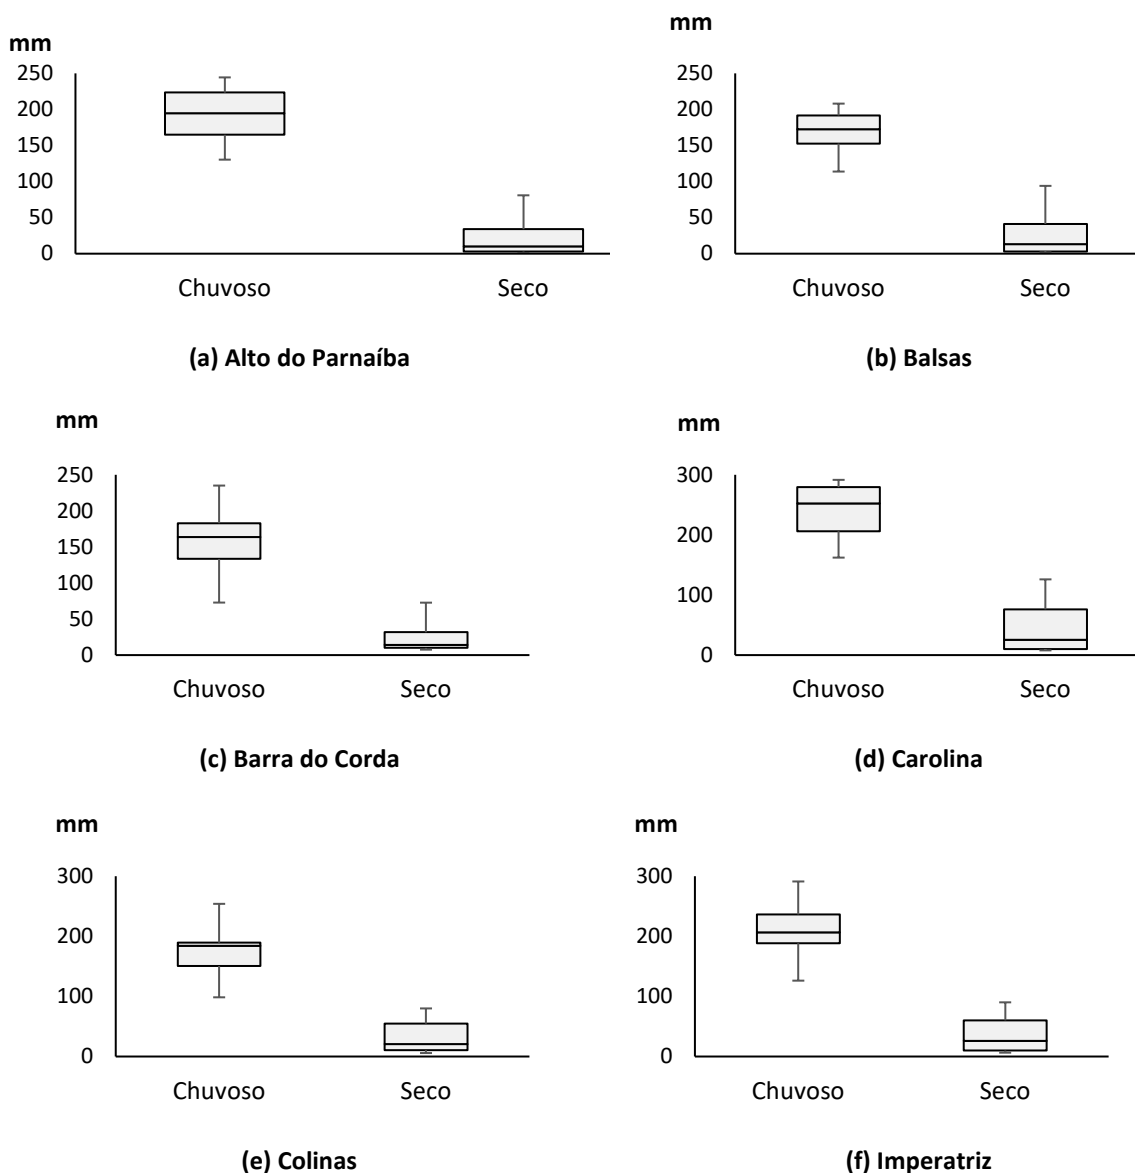 mm
250
200
150
100
50
0
Chuvoso Seco
(a) Alto do Parnaíba
mm
250
200
150
100
50
0
Chuvoso Seco
(b) Balsas
mm
250
200
150
100
50
0
Chuvoso Seco
(c) Barra do Corda
mm
300
200
100
0
Chuvoso Seco
(d) Carolina
mm
300
200
100
0
Chuvoso Seco
(e) Colinas
mm
300
200
100
0
Chuvoso Seco
(f) Imperatriz